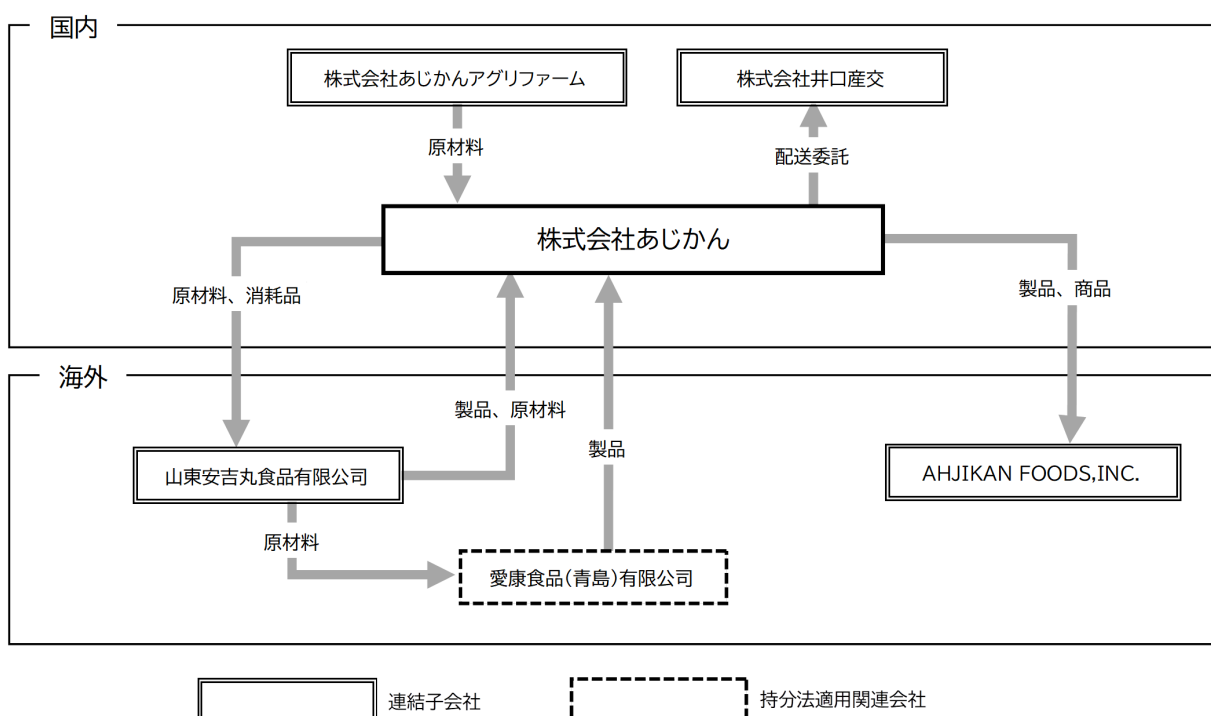 国内
株式会社あじかんアグリファーム
株式会社井口産交
原材料
配送委託
株式会社あじかん
原材料、消耗品
製品、商品
海外
製品、原材料
製品
山東安吉丸食品有限公司
AHJIKAN FOODS,INC.
原材料
愛康食品(青島)有限公司
連結子会社
持分法適用関連会社